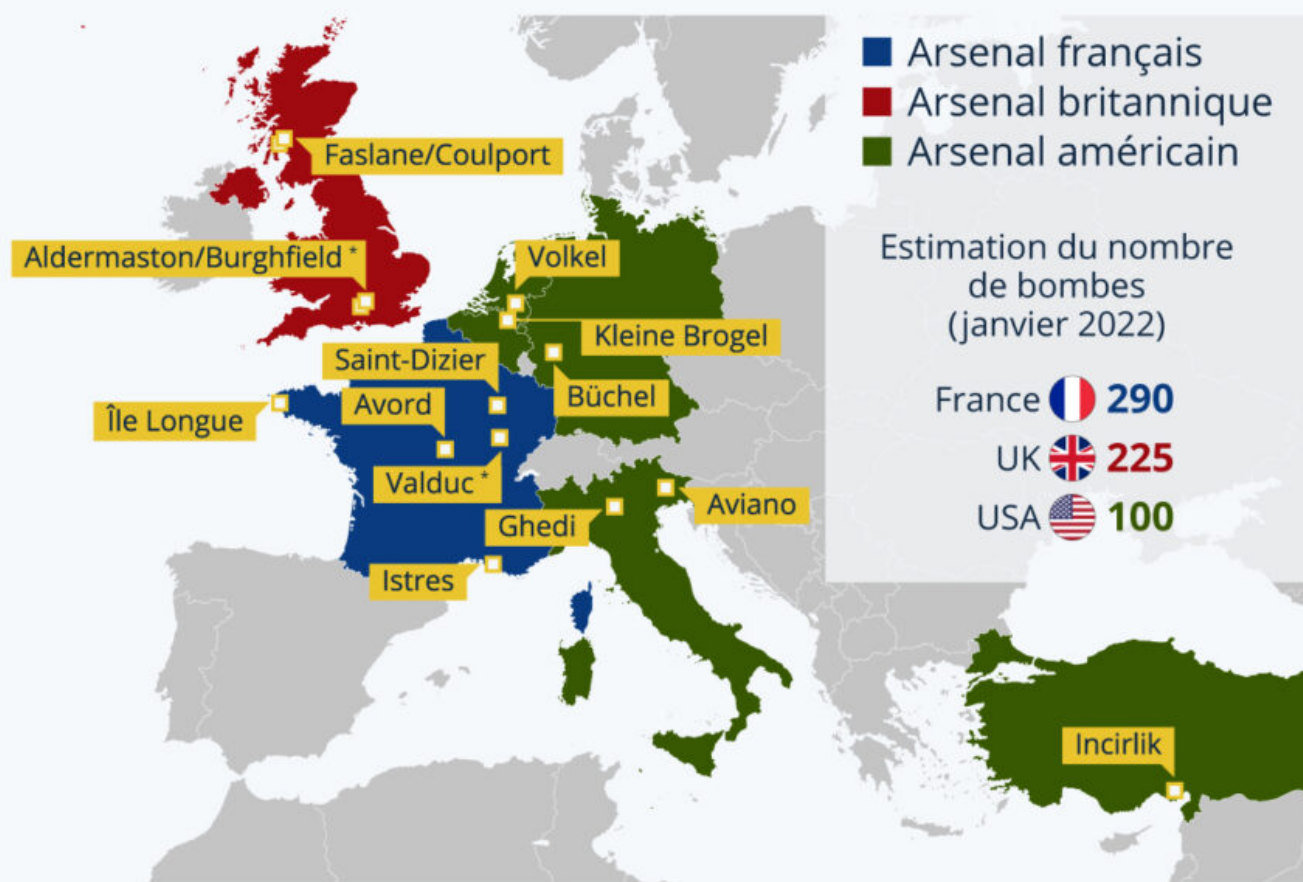 Arsenal français
Arsenal britannique
Arsenal américain
Estimation du nombre
de bombes
(janvier 2022)
France 290
UK 225
USA 100
Faslane/Coulport
Aldermaston/Burghfield *
Volkel
Kleine Brogel
Saint-Dizier
Büchel
Avord
Île Longue
Valduc *
Aviano
Ghedi
Istres
Incirlik